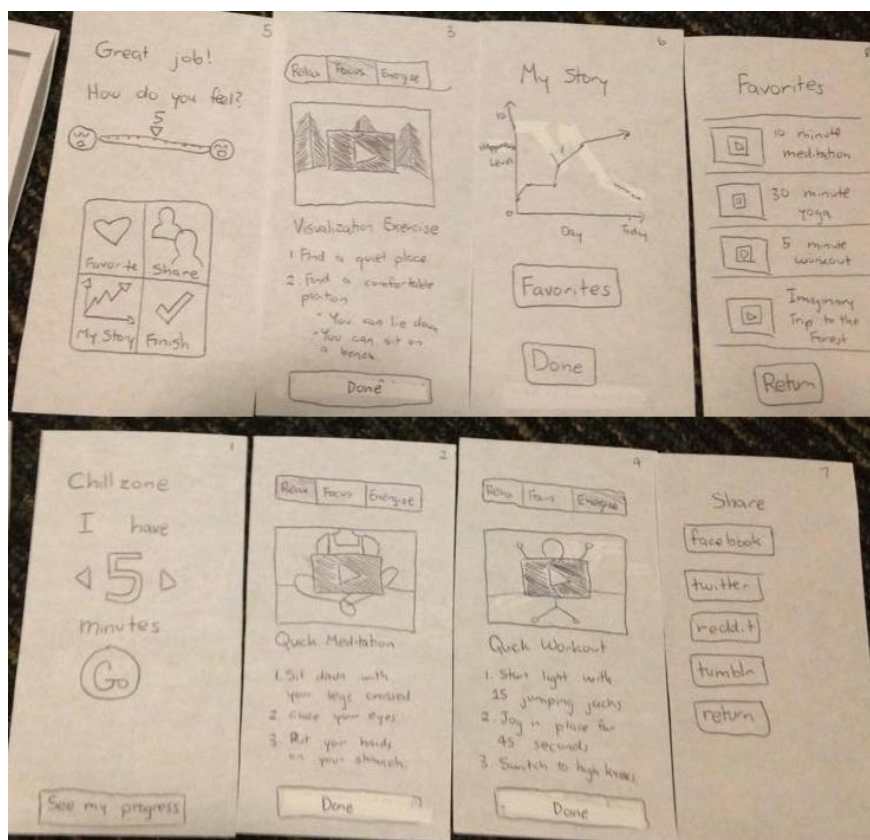 5
Great job!
How do you feel?
5
Favorite
Share
My Story
Finish
3
Relax
Focus
Energize
Visualization Exercise
1. Find a quiet place
2. Find a comfortable
position
• You can lie down
• You can sit on
a bench
Done
6
My Story
10
Level
0
Day
Today
Favorites
Done
8
Favorites
10 minute
meditation
30 minute
yoga
5 minute
workout
Imaginary
Trip to the
Forest
Return
1
Chillzone
I have
5
minutes
Go
See my progress
2
Relax
Focus
Energize
Quick Meditation
1. Sit down with
your legs crossed
2 Close your eyes
3. Put your hands
on your stomach
Done
4
Relax
Focus
Energize
Quick Workout
1. Start light with
15 jumping jacks
2 Jog in place for
45 seconds
3. Switch to high knees
Done
7
Share
facebook
twitter
reddit
tumblr
return